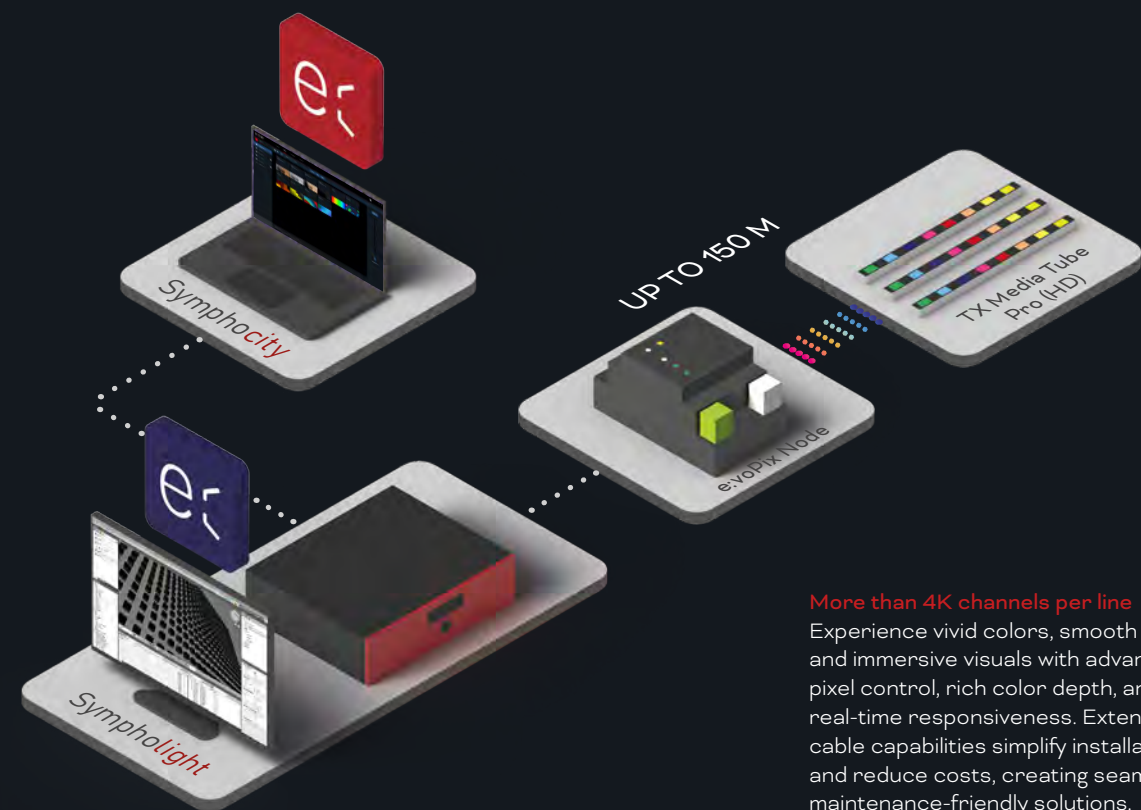 e:
Symphocity
UP TO 150 M
TX Media Tube
Pro (HD)
e:voPix Node
e:
Sympholight
More than 4K channels per line
Experience vivid colors, smooth
and immersive visuals with advan
pixel control, rich color depth, an
real-time responsiveness. Exten
cable capabilities simplify installa
and reduce costs, creating sean
maintenance-friendly solutions